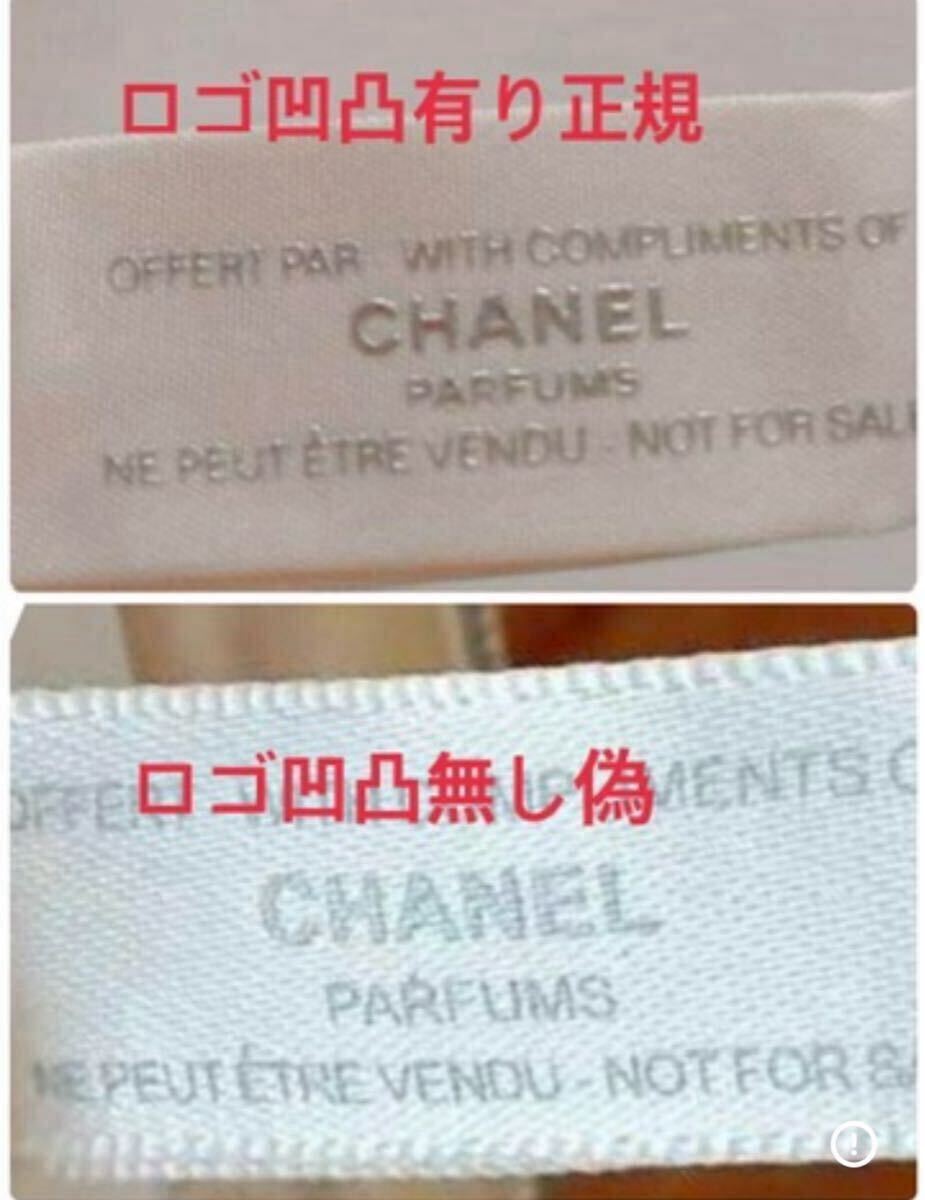 ロゴ凹凸有り正規
OFFERT PAR WITH COMPLIMENTS OF
CHANEL
PARFUMS
NE PEUT ÊTRE VENDU - NOT FOR SAL
ロゴ凹凸無し偽
OFFERT MENTS O
CHANEL
PARFUMS
NE PEUT ÊTRE VENDU - NOT FOR SA